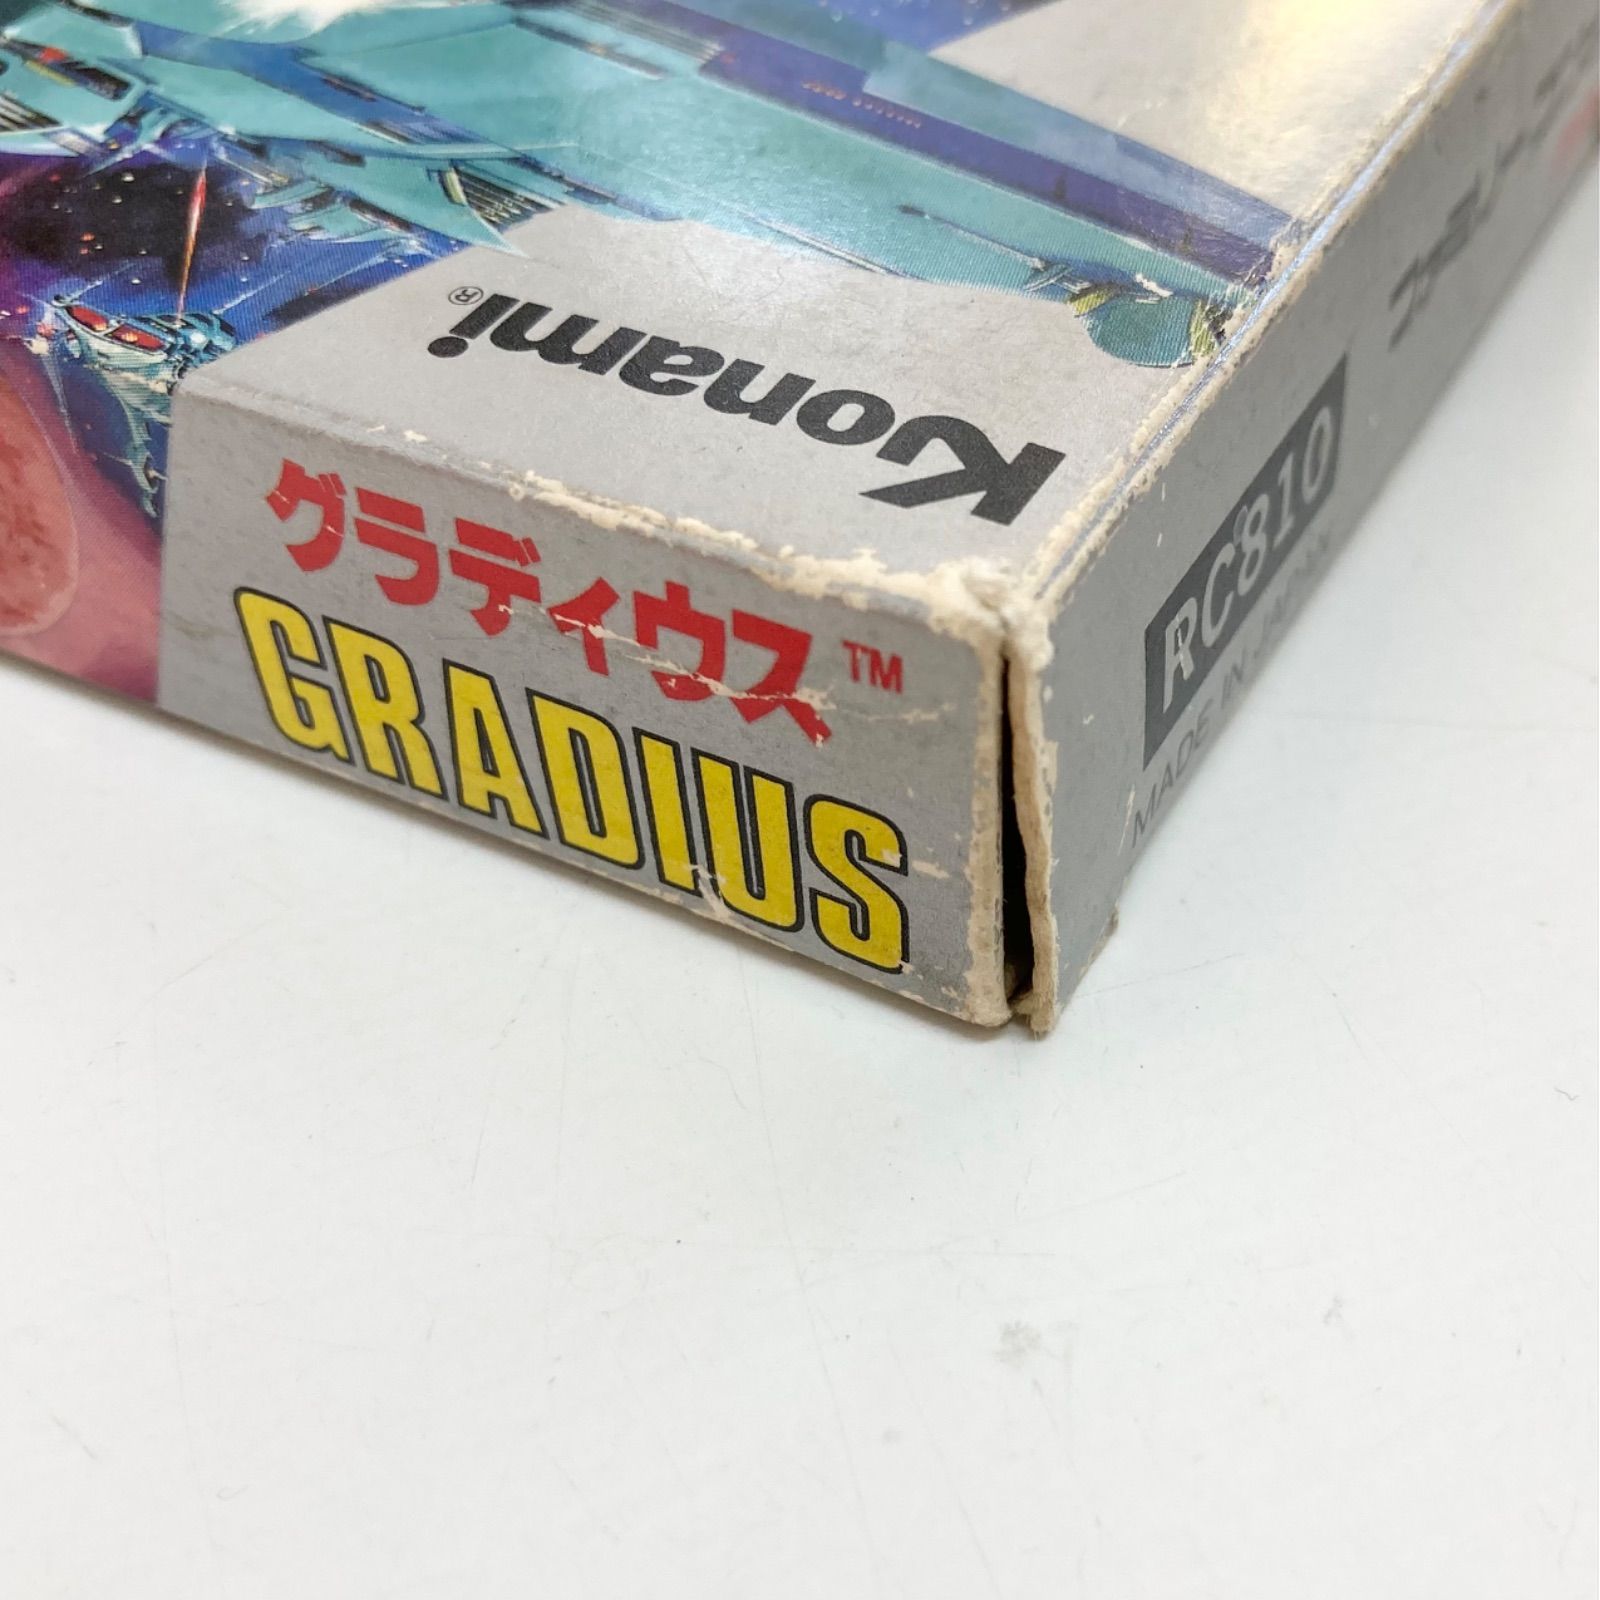 Konami®
グラディウス™
GRADIUS
RC810
MADE IN JAPAN